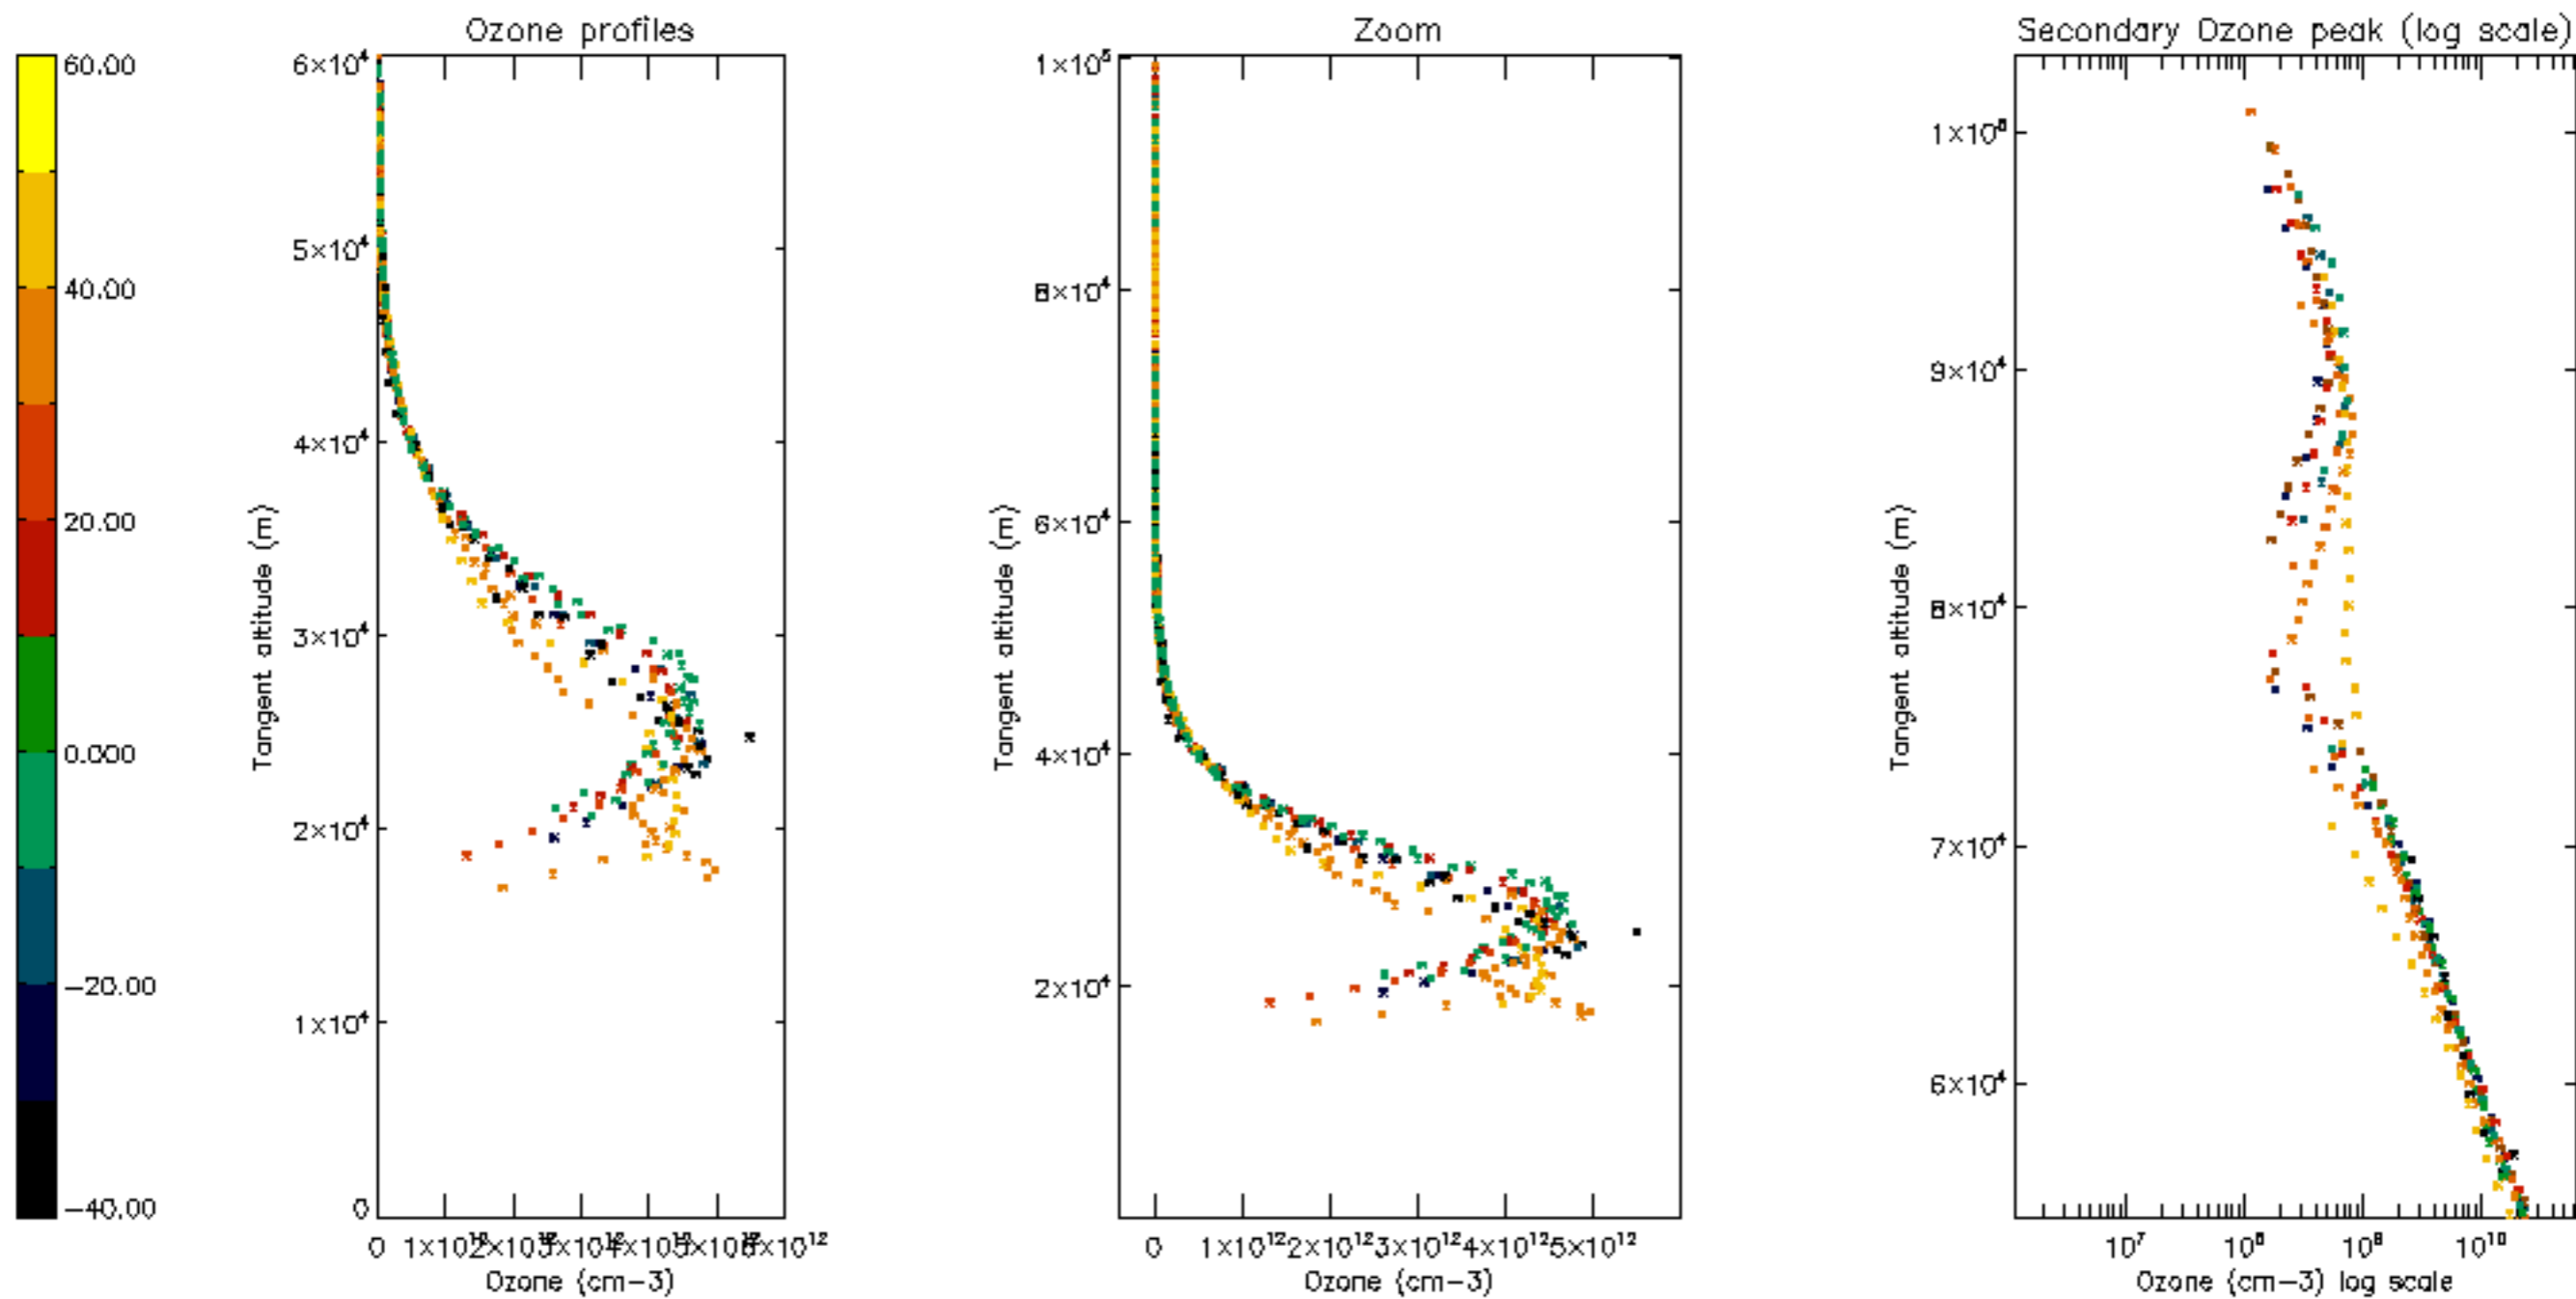 Ozone profiles
Zoom
Secondary Ozone peak (log scale)
60.00
40.00
20.00
0.000
-20.00
-40.00
6×10⁴
5×10⁴
4×10⁴
3×10⁴
2×10⁴
1×10⁴
0
Tangent altitude (m)
0
Ozone (cm-3)
1×10⁵
8×10⁴
6×10⁴
4×10⁴
2×10⁴
Tangent altitude (m)
0 1×10¹² 2×10¹² 3×10¹² 4×10¹² 5×10¹²
Ozone (cm-3)
9×10⁴
8×10⁴
7×10⁴
6×10⁴
Tangent altitude (m)
10⁷ 10⁸ 10⁹ 10¹⁰
Ozone (cm-3) log scale